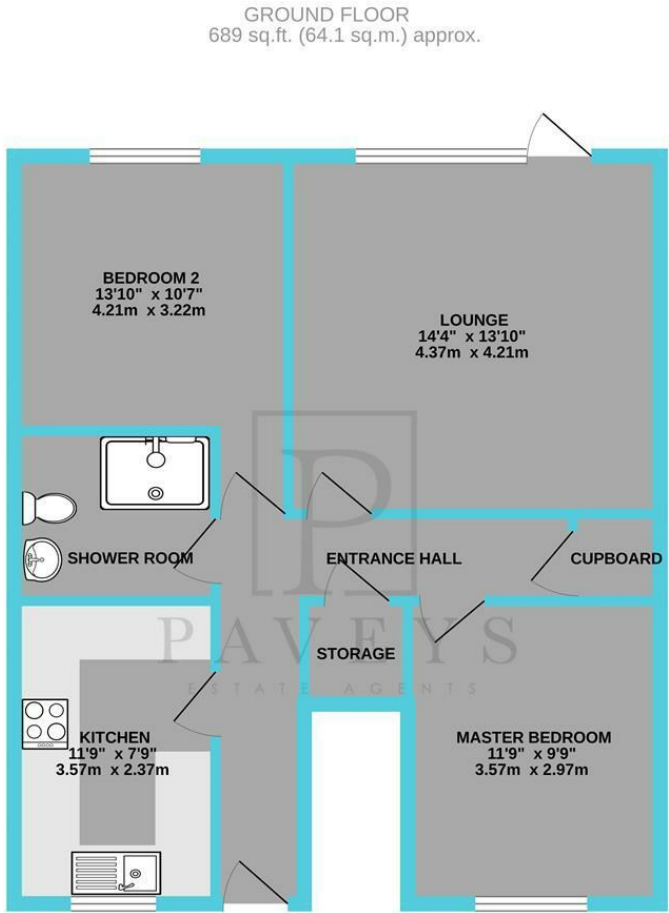 GROUND FLOOR
689 sq.ft. (64.1 sq.m.) approx.
BEDROOM 2
13'10" x 10'7"
4.21m x 3.22m
LOUNGE
14'4" x 13'10"
4.37m x 4.21m
P
SHOWER ROOM
ENTRANCE HALL
CUPBOARD
PAVEYS
ESTATE AGENTS
STORAGE
KITCHEN
11'9" x 7'9"
3.57m x 2.37m
MASTER BEDROOM
11'9" x 9'9"
3.57m x 2.97m